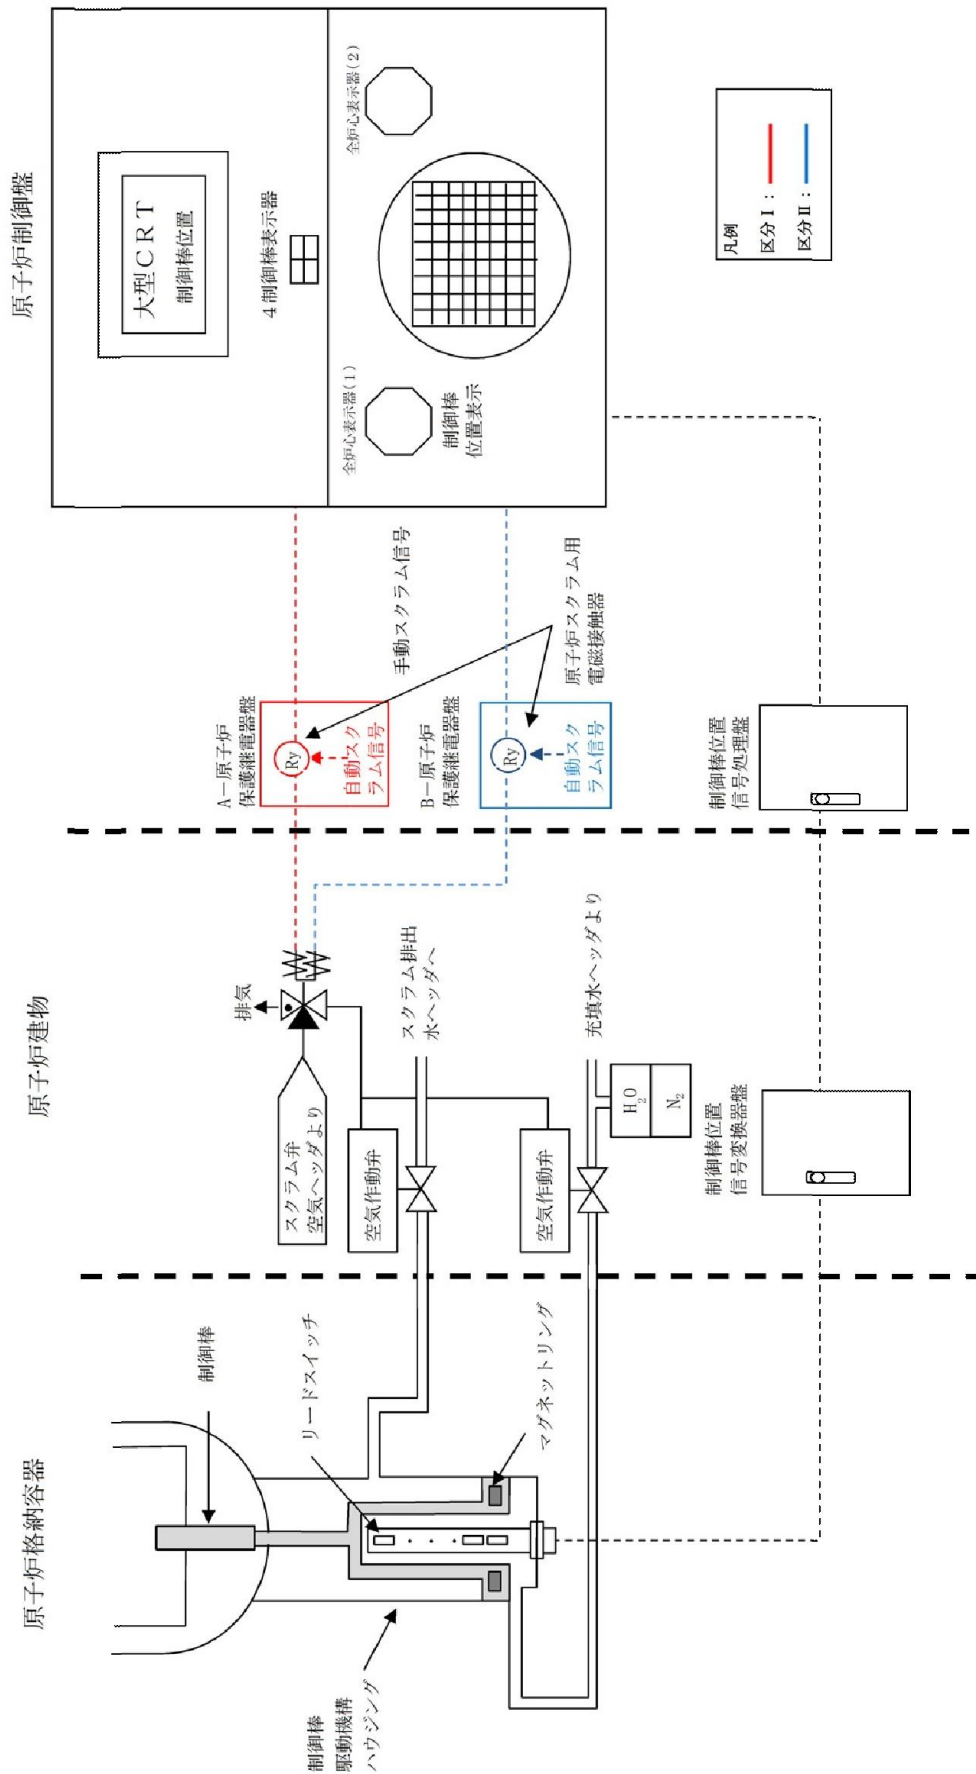 原子炉格納容器
制御棒
リードスイッチ
マグネットリング
制御棒
駆動機構
ハウジング
原子炉建物
排気
スクラム弁
空気ヘッダより
空気作動弁
スクラム排出
水ヘッダへ
空気作動弁
充填水ヘッダより
H₂O
N₂
制御棒位置
信号変換器盤
A－原子炉
保護継電器盤
Ry
自動スク
ラム信号
手動スクラム信号
B－原子炉
保護継電器盤
Ry
自動スク
ラム信号
原子炉スクラム用
電磁接触器
制御棒位置
信号処理盤
原子炉制御盤
大型CRT
制御棒位置
4制御棒表示器
全炉心表示器(1)
全炉心表示器(2)
制御棒
位置表示
凡例
区分Ⅰ：
区分Ⅱ：